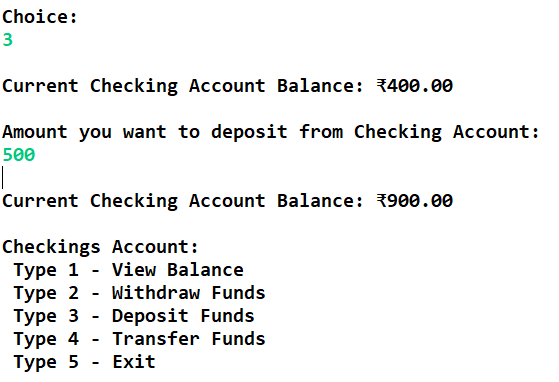 Choice:
3
Current Checking Account Balance: ₹400.00
Amount you want to deposit from Checking Account:
500
Current Checking Account Balance: ₹900.00
Checkings Account:
Type 1 - View Balance
Type 2 - Withdraw Funds
Type 3 - Deposit Funds
Type 4 - Transfer Funds
Type 5 - Exit